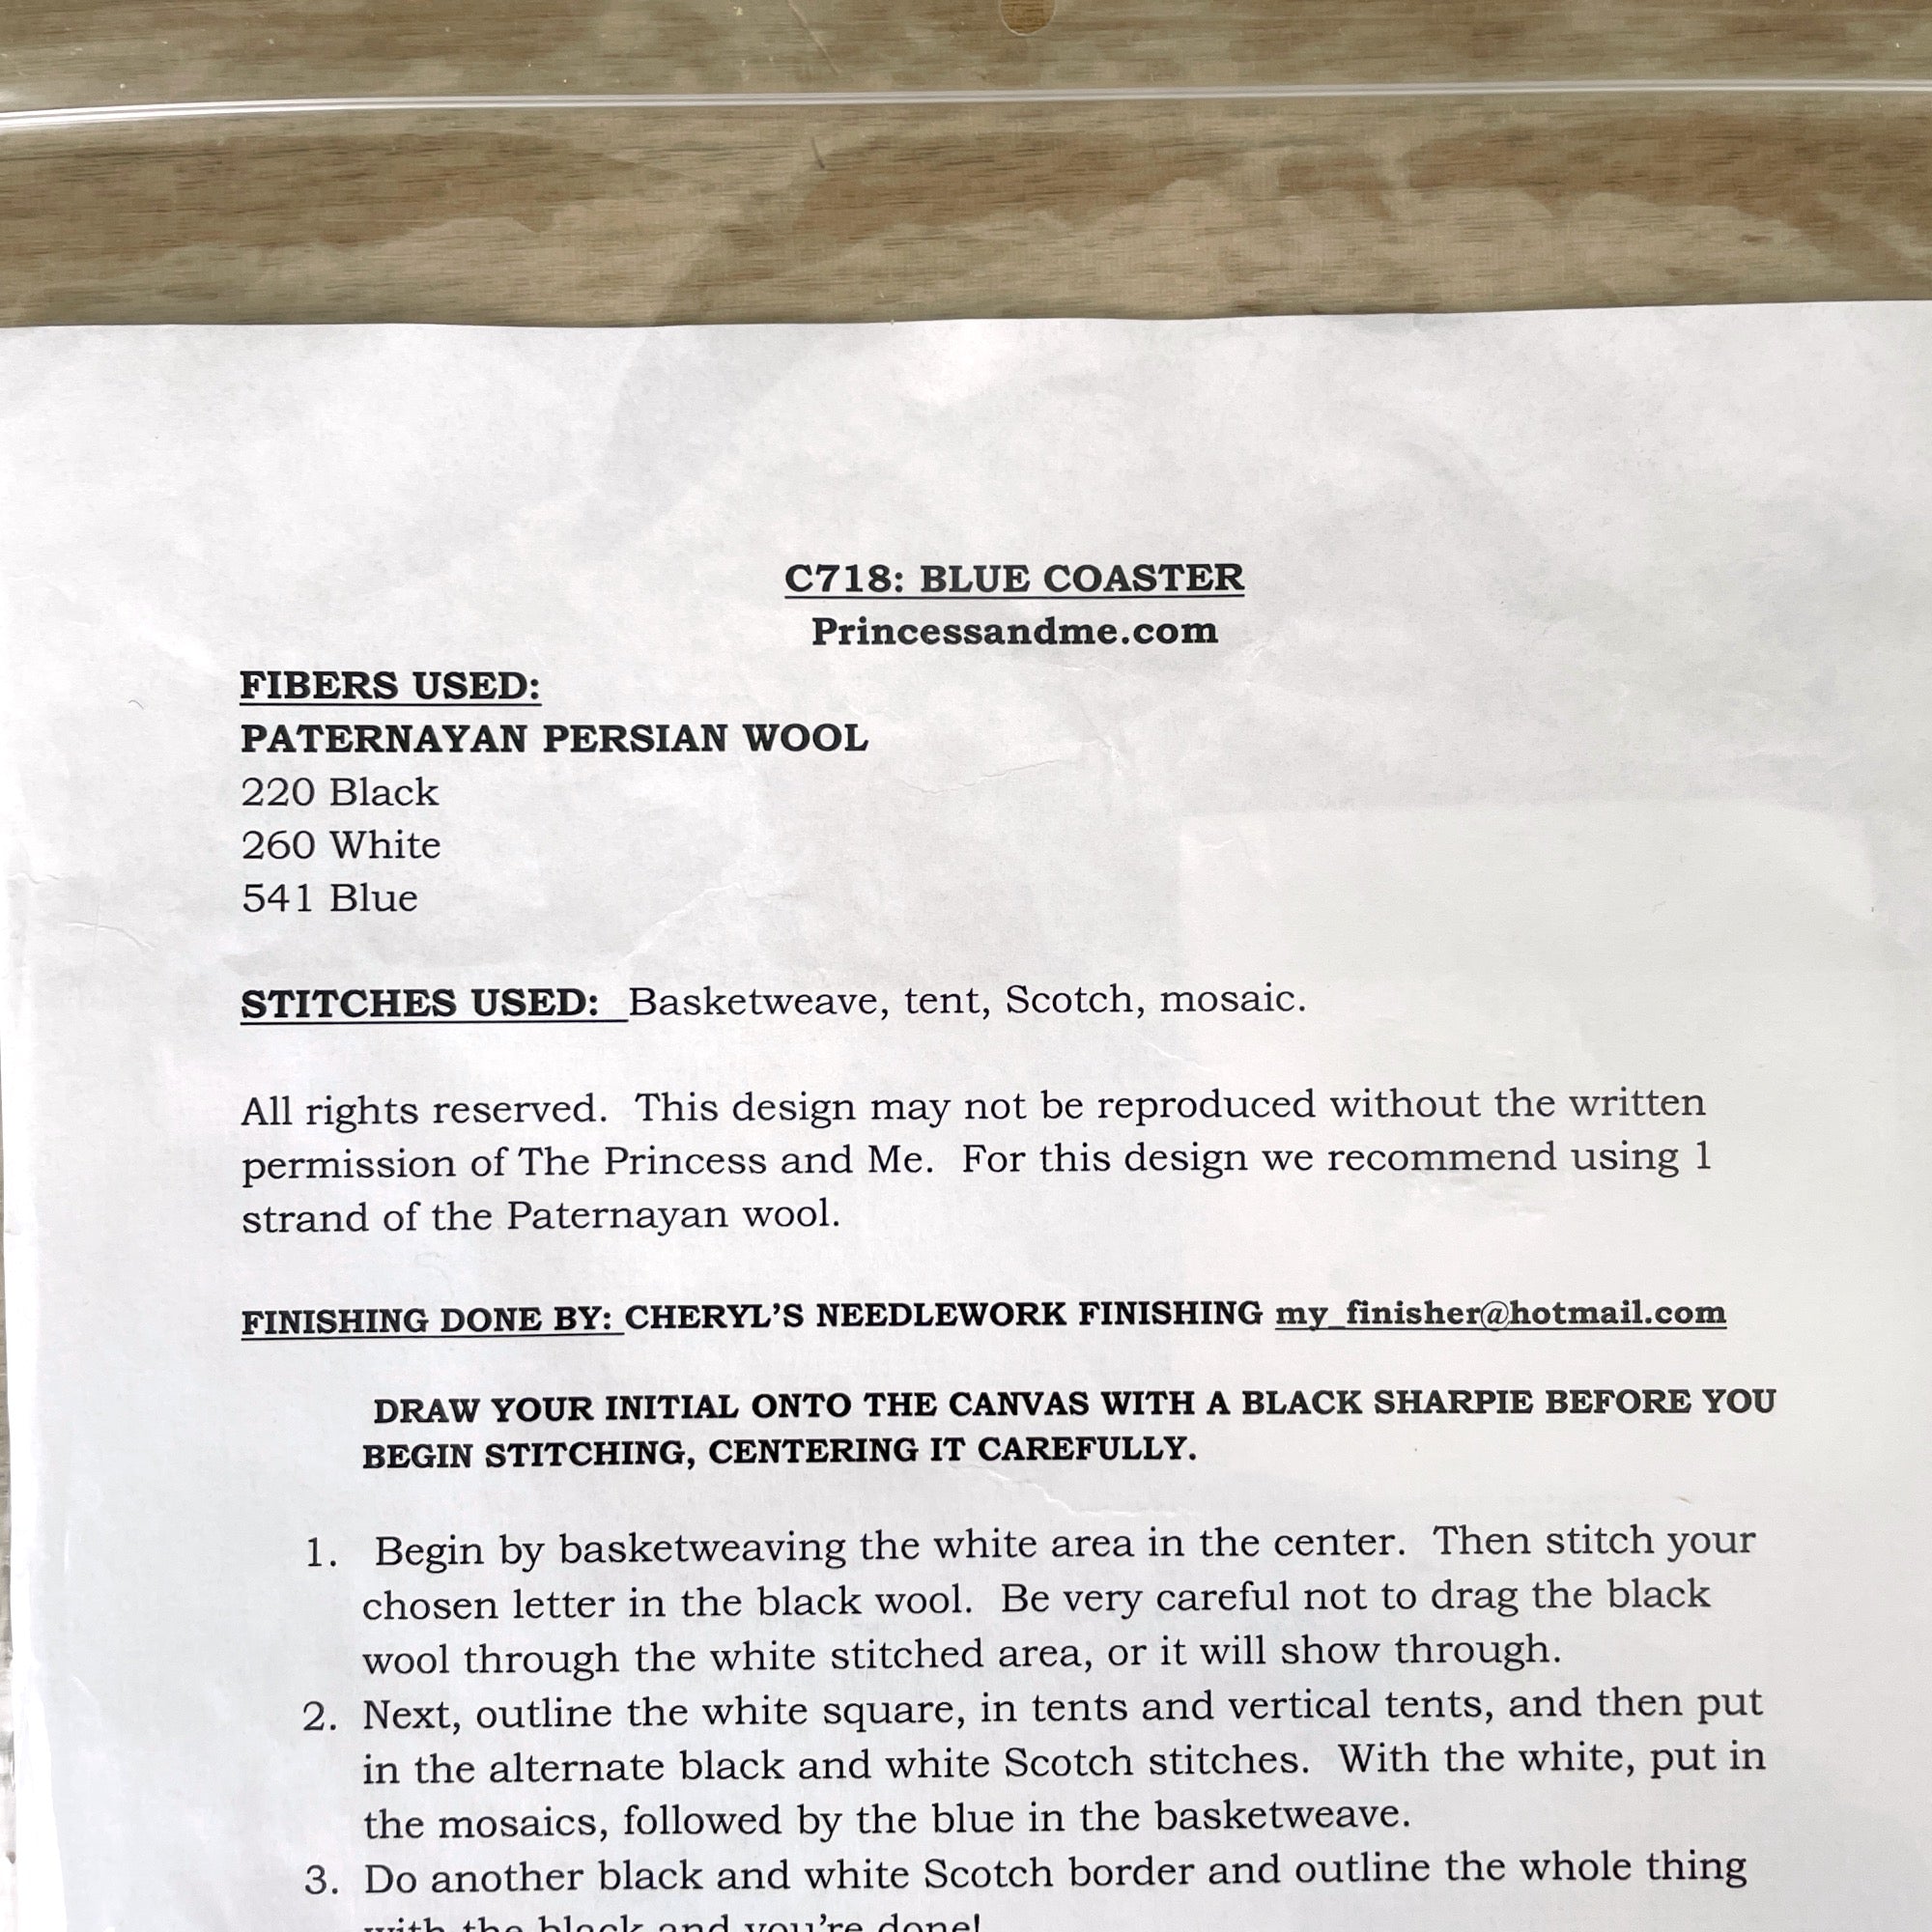 C718: BLUE COASTER
Princessandme.com
FIBERS USED:
PATERNAYAN PERSIAN WOOL
220 Black
260 White
541 Blue
STITCHES USED: Basketweave, tent, Scotch, mosaic.
All rights reserved. This design may not be reproduced without the written
permission of The Princess and Me. For this design we recommend using 1
strand of the Paternayan wool.
FINISHING DONE BY: CHERYL'S NEEDLEWORK FINISHING my_finisher@hotmail.com
DRAW YOUR INITIAL ONTO THE CANVAS WITH A BLACK SHARPIE BEFORE YOU
BEGIN STITCHING, CENTERING IT CAREFULLY.
1. Begin by basketweaving the white area in the center. Then stitch your
chosen letter in the black wool. Be very careful not to drag the black
wool through the white stitched area, or it will show through.
2. Next, outline the white square, in tents and vertical tents, and then put
in the alternate black and white Scotch stitches. With the white, put in
the mosaics, followed by the blue in the basketweave.
3. Do another black and white Scotch border and outline the whole thing
with the black and you're done!